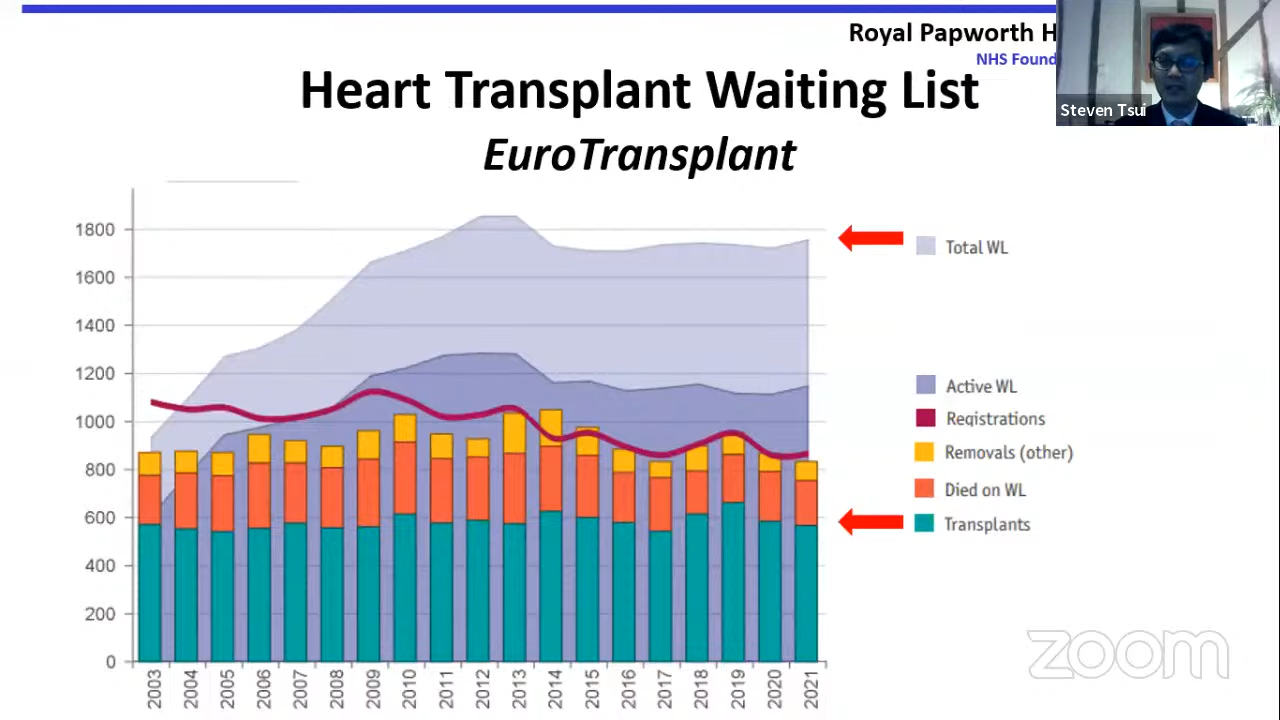 Royal Papworth H
NHS Found
Steven Tsui
Heart Transplant Waiting List
EuroTransplant
1800
1600
1400
1200
1000
800
600
400
200
0
2003
2004
2005
2006
2007
2008
2009
2010
2011
2012
2013
2014
2015
2016
2017
2018
2019
2020
2021
Total WL
Active WL
Registrations
Removals (other)
Died on WL
Transplants
zoom